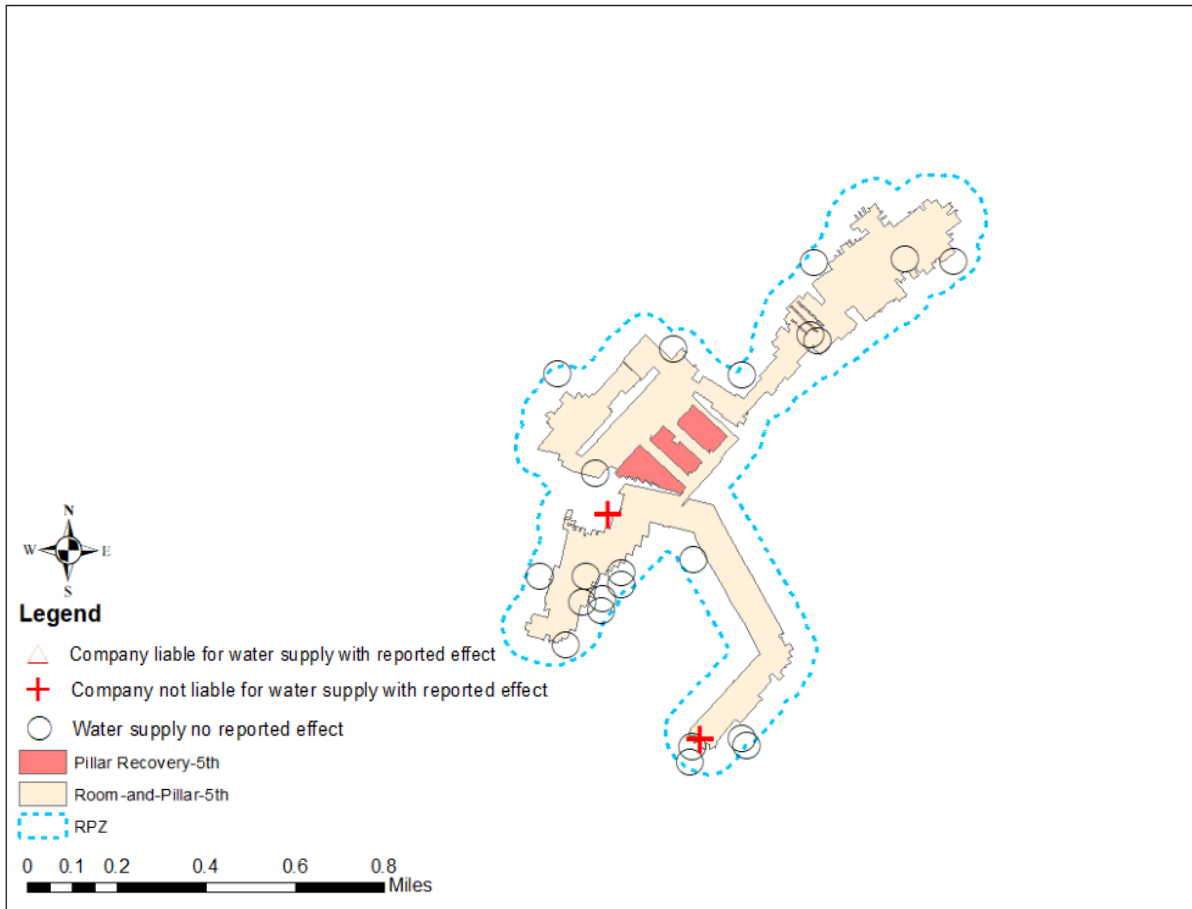 N
W E
S
Legend
Company liable for water supply with reported effect
Company not liable for water supply with reported effect
Water supply no reported effect
Pillar Recovery-5th
Room-and-Pillar-5th
RPZ
0 0.1 0.2 0.4 0.6 0.8
Miles